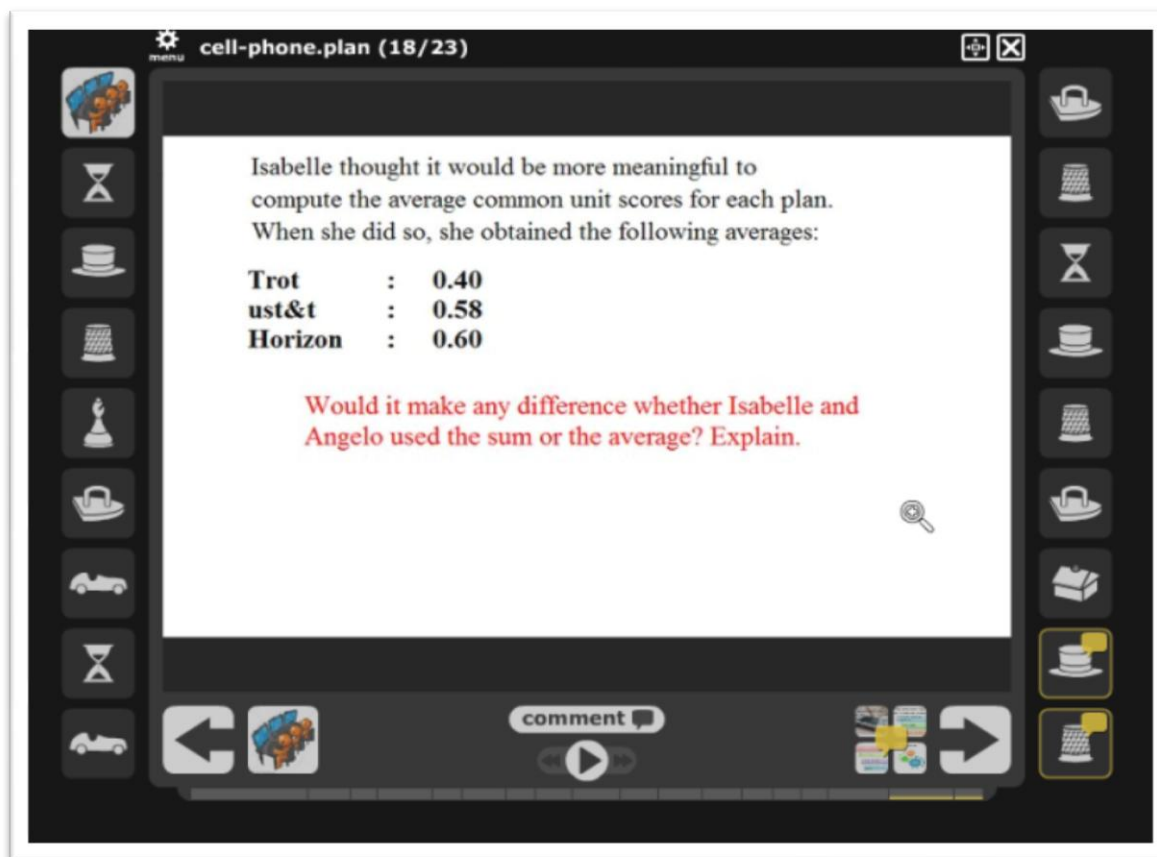 menu
cell-phone.plan (18/23)
Isabelle thought it would be more meaningful to
compute the average common unit scores for each plan.
When she did so, she obtained the following averages:
Trot : 0.40
ust&t : 0.58
Horizon : 0.60
Would it make any difference whether Isabelle and
Angelo used the sum or the average? Explain.
comment